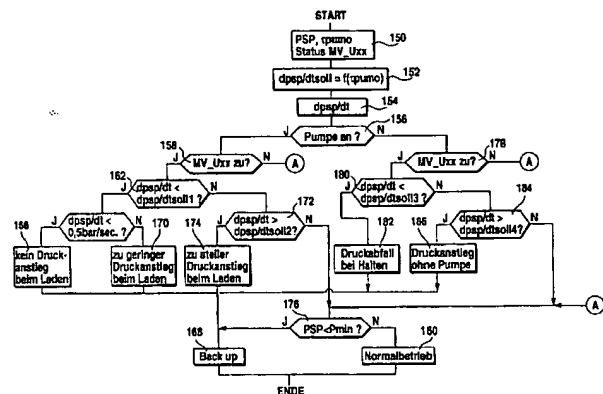 START
PSP, τpumo
Status MV_Uxx
150
dpsp/dtsoll = f(τpumo)
152
dpsp/dt
154
156
J
Pumpe an ?
N
158
J
MV_Uxx zu?
N
A
178
J
MV_Uxx zu?
N
A
162
J
dpsp/dt <
dpsp/dtsoll1 ?
N
180
J
dpsp/dt <
dpsp/dtsoll3 ?
N
184
166
J
dpsp/dt <
0,5bar/sec. ?
N
170
174
J
dpsp/dt >
dpsp/dtsoll2?
N
172
182
186
J
dpsp/dt >
dpsp/dtsoll4?
N
kein Druck-
anstieg
beim Laden
zu geringer
Druckanstieg
beim Laden
zu steiler
Druckanstieg
beim Laden
Druckabfall
bei Halten
Druckanstieg
ohne Pumpe
A
176
J
PSP<Pmin ?
N
168
Back up
160
Normalbetrieb
ENDE